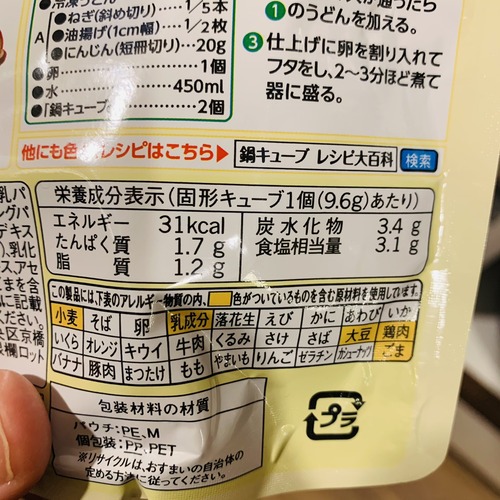 ●冷凍うどん
A
●ねぎ(斜め切り)……1/5本
●油揚げ(1cm幅)……1/2枚
●にんじん(短冊切り)…20g
●卵……1個
●水……450ml
●「鍋キューブ」……2個
①のうどんを加える。
③仕上げに卵を割り入れて
フタをし、2〜3分ほど煮て
器に盛る。
他にも色 レシピはこちら▶ 鍋キューブ レシピ大百科 検索
栄養成分表示(固形キューブ1個(9.6g)あたり)
エネルギー 31kcal
たんぱく質 1.7g
脂質 1.2g
炭水化物 3.4g
食塩相当量 3.1g
この製品には、下表のアレルギー物質の内、 色がついているものを含む原材料を使用しています。
小麦 そば 卵 乳成分 落花生 えび かに あわび いか
いくら オレンジ キウイ 牛肉 くるみ さけ さば 大豆 鶏肉
バナナ 豚肉 まつたけ もも やまいも りんご ゼラチン カシューナッツ ごま
包装材料の材質
パウチ:PE、M
個包装:PP、PET
※リサイクルは、おすまいの自治体の
定める方法に従ってください。
プラ